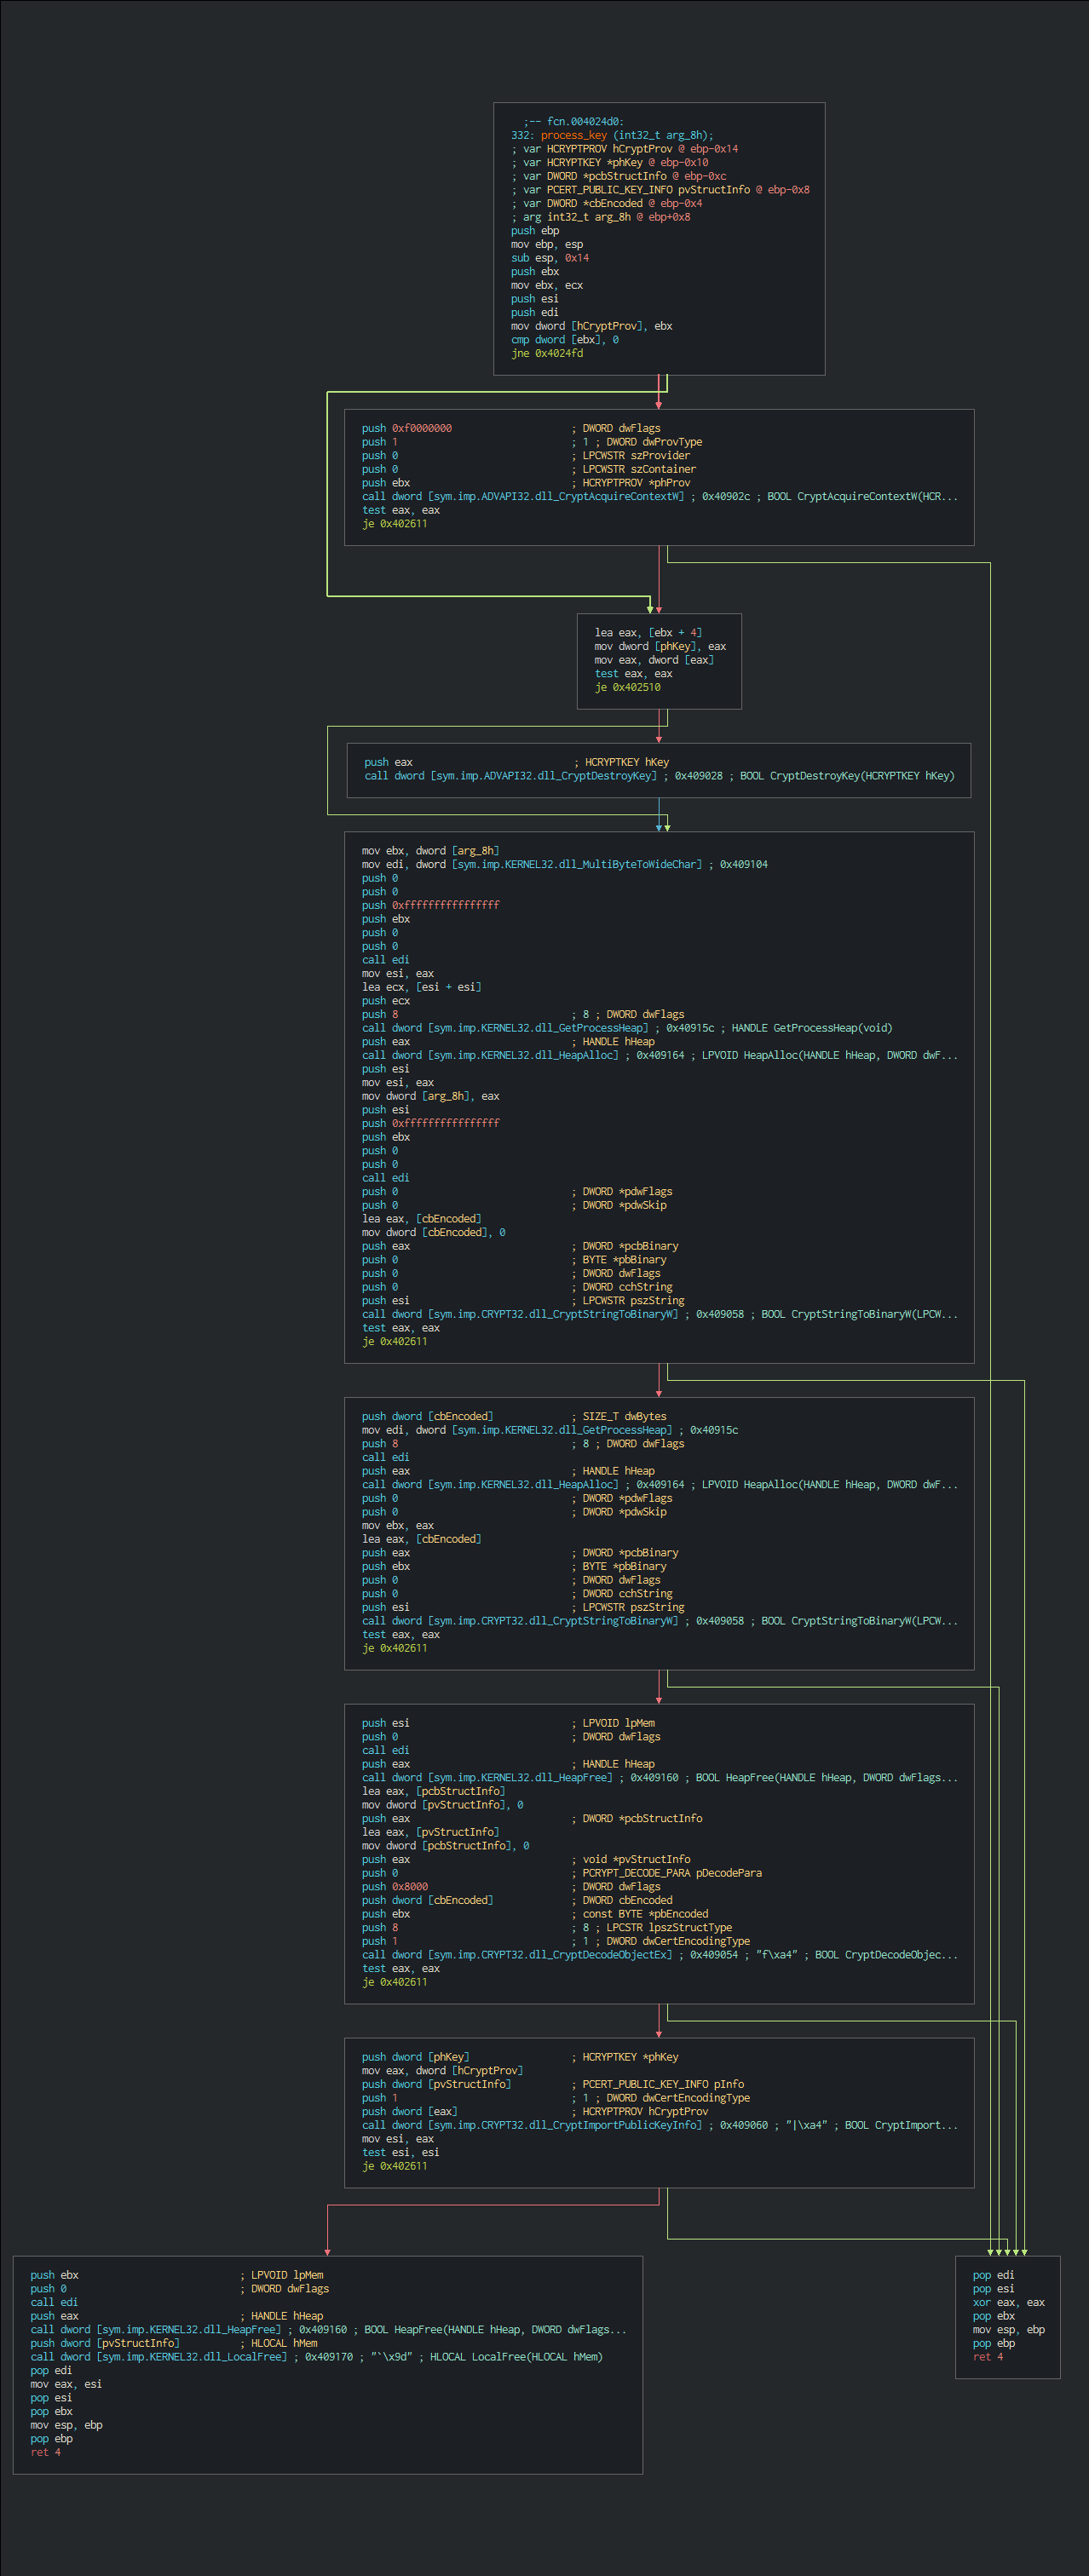 ;-- fcn.004024d0:
332: process_key (int32_t arg_8h);
; var HCRYPTPROV hCryptProv @ ebp-0x14
; var HCRYPTKEY *phKey @ ebp-0x10
; var DWORD *pcbStructInfo @ ebp-0xc
; var PCERT_PUBLIC_KEY_INFO pvStructInfo @ ebp-0x8
; var DWORD *cbEncoded @ ebp-0x4
; arg int32_t arg_8h @ ebp+0x8
push ebp
mov ebp, esp
sub esp, 0x14
push ebx
mov ebx, ecx
push esi
push edi
mov dword [hCryptProv], ebx
cmp dword [ebx], 0
jne 0x4024fd
push 0xf0000000 ; DWORD dwFlags
push 1 ; 1 ; DWORD dwProvType
push 0 ; LPCWSTR szProvider
push 0 ; LPCWSTR szContainer
push ebx ; HCRYPTPROV *phProv
call dword [sym.imp.ADVAPI32.dll_CryptAcquireContextW] ; 0x40902c ; BOOL CryptAcquireContextW(HCR...
test eax, eax
je 0x402611
lea eax, [ebx + 4]
mov dword [phKey], eax
mov eax, dword [eax]
test eax, eax
je 0x402510
push eax ; HCRYPTKEY hKey
call dword [sym.imp.ADVAPI32.dll_CryptDestroyKey] ; 0x409028 ; BOOL CryptDestroyKey(HCRYPTKEY hKey)
mov ebx, dword [arg_8h]
mov edi, dword [sym.imp.KERNEL32.dll_MultiByteToWideChar] ; 0x409104
push 0
push 0
push 0xffffffffffffffff
push ebx
push 0
push 0
call edi
mov esi, eax
lea ecx, [esi + esi]
push ecx
push 8 ; 8 ; DWORD dwFlags
call dword [sym.imp.KERNEL32.dll_GetProcessHeap] ; 0x40915c ; HANDLE GetProcessHeap(void)
push eax ; HANDLE hHeap
call dword [sym.imp.KERNEL32.dll_HeapAlloc] ; 0x409164 ; LPVOID HeapAlloc(HANDLE hHeap, DWORD dwF...
push esi
mov esi, eax
mov dword [arg_8h], eax
push esi
push 0xffffffffffffffff
push ebx
push 0
push 0
call edi
push 0 ; DWORD *pdwFlags
push 0 ; DWORD *pdwSkip
lea eax, [cbEncoded]
mov dword [cbEncoded], 0
push eax ; DWORD *pcbBinary
push 0 ; BYTE *pbBinary
push 0 ; DWORD dwFlags
push 0 ; DWORD cchString
push esi ; LPCWSTR pszString
call dword [sym.imp.CRYPT32.dll_CryptStringToBinaryW] ; 0x409058 ; BOOL CryptStringToBinaryW(LPCW...
test eax, eax
je 0x402611
push dword [cbEncoded] ; SIZE_T dwBytes
mov edi, dword [sym.imp.KERNEL32.dll_GetProcessHeap] ; 0x40915c
push 8 ; 8 ; DWORD dwFlags
call edi
push eax ; HANDLE hHeap
call dword [sym.imp.KERNEL32.dll_HeapAlloc] ; 0x409164 ; LPVOID HeapAlloc(HANDLE hHeap, DWORD dwF...
push 0 ; DWORD *pdwFlags
push 0 ; DWORD *pdwSkip
mov ebx, eax
lea eax, [cbEncoded]
push eax ; DWORD *pcbBinary
push ebx ; BYTE *pbBinary
push 0 ; DWORD dwFlags
push 0 ; DWORD cchString
push esi ; LPCWSTR pszString
call dword [sym.imp.CRYPT32.dll_CryptStringToBinaryW] ; 0x409058 ; BOOL CryptStringToBinaryW(LPCW...
test eax, eax
je 0x402611
push esi ; LPVOID lpMem
push 0 ; DWORD dwFlags
call edi
push eax ; HANDLE hHeap
call dword [sym.imp.KERNEL32.dll_HeapFree] ; 0x409160 ; BOOL HeapFree(HANDLE hHeap, DWORD dwFlags...
lea eax, [pcbStructInfo]
mov dword [pvStructInfo], 0
push eax ; DWORD *pcbStructInfo
lea eax, [pvStructInfo]
mov dword [pcbStructInfo], 0
push eax ; void *pvStructInfo
push 0 ; PCRYPT_DECODE_PARA pDecodePara
push 0x8000 ; DWORD dwFlags
push dword [cbEncoded] ; DWORD cbEncoded
push ebx ; const BYTE *pbEncoded
push 8 ; 8 ; LPCSTR lpszStructType
push 1 ; 1 ; DWORD dwCertEncodingType
call dword [sym.imp.CRYPT32.dll_CryptDecodeObjectEx] ; 0x409054 ; "f\xa4" ; BOOL CryptDecodeObjec...
test eax, eax
je 0x402611
push dword [phKey] ; HCRYPTKEY *phKey
mov eax, dword [hCryptProv]
push dword [pvStructInfo] ; PCERT_PUBLIC_KEY_INFO pInfo
push 1 ; 1 ; DWORD dwCertEncodingType
push dword [eax] ; HCRYPTPROV hCryptProv
call dword [sym.imp.CRYPT32.dll_CryptImportPublicKeyInfo] ; 0x409060 ; "|\xa4" ; BOOL CryptImport...
mov esi, eax
test esi, esi
je 0x402611
push ebx ; LPVOID lpMem
push 0 ; DWORD dwFlags
call edi
push eax ; HANDLE hHeap
call dword [sym.imp.KERNEL32.dll_HeapFree] ; 0x409160 ; BOOL HeapFree(HANDLE hHeap, DWORD dwFlags...
push dword [pvStructInfo] ; HLOCAL hMem
call dword [sym.imp.KERNEL32.dll_LocalFree] ; 0x409170 ; "`\x9d" ; HLOCAL LocalFree(HLOCAL hMem)
pop edi
mov eax, esi
pop esi
pop ebx
mov esp, ebp
pop ebp
ret 4
pop edi
pop esi
xor eax, eax
pop ebx
mov esp, ebp
pop ebp
ret 4